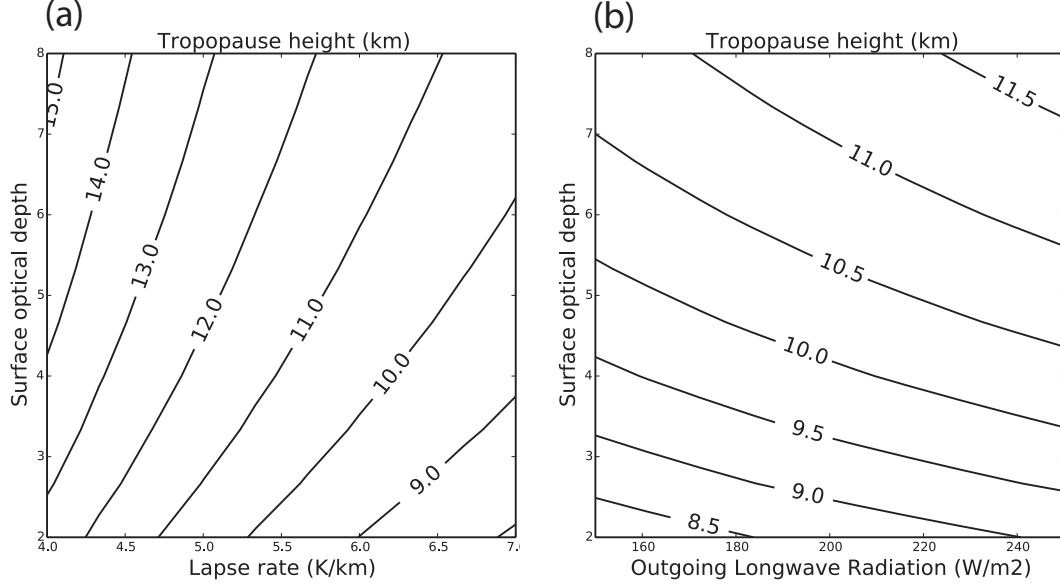 (a)
Tropopause height (km)
8
7
6
5
4
3
2
15.0
14.0
13.0
12.0
11.0
10.0
9.0
4.0 4.5 5.0 5.5 6.0 6.5 7.
Lapse rate (K/km)
Surface optical depth
(b)
Tropopause height (km)
8
7
6
5
4
3
2
11.5
11.0
10.5
10.0
9.5
9.0
8.5
160 180 200 220 240
Outgoing Longwave Radiation (W/m2)
Surface optical depth